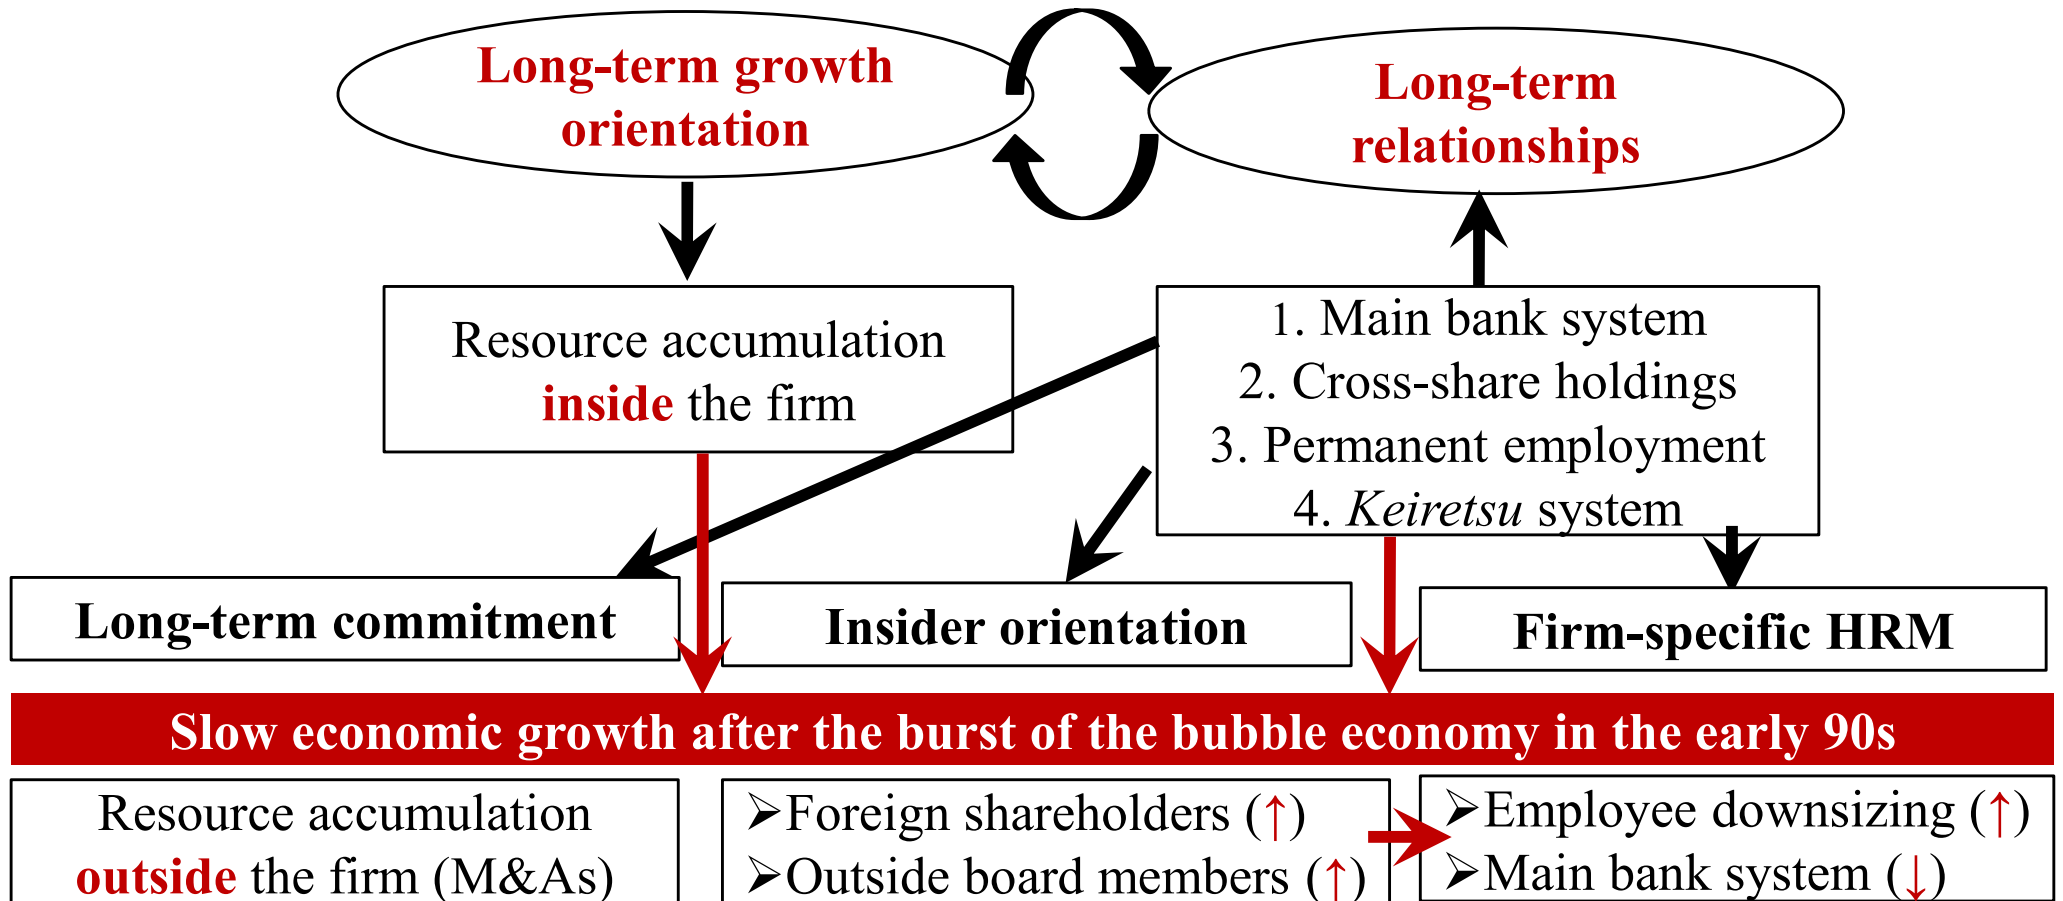 Long-term growth
orientation
Long-term
relationships
Resource accumulation
inside the firm
1. Main bank system
2. Cross-share holdings
3. Permanent employment
4. Keiretsu system
Long-term commitment
Insider orientation
Firm-specific HRM
Slow economic growth after the burst of the bubble economy in the early 90s
Resource accumulation
outside the firm (M&As)
➢Foreign shareholders (↑)
➢Outside board members (↑)
➢Employee downsizing (↑)
➢Main bank system (↓)